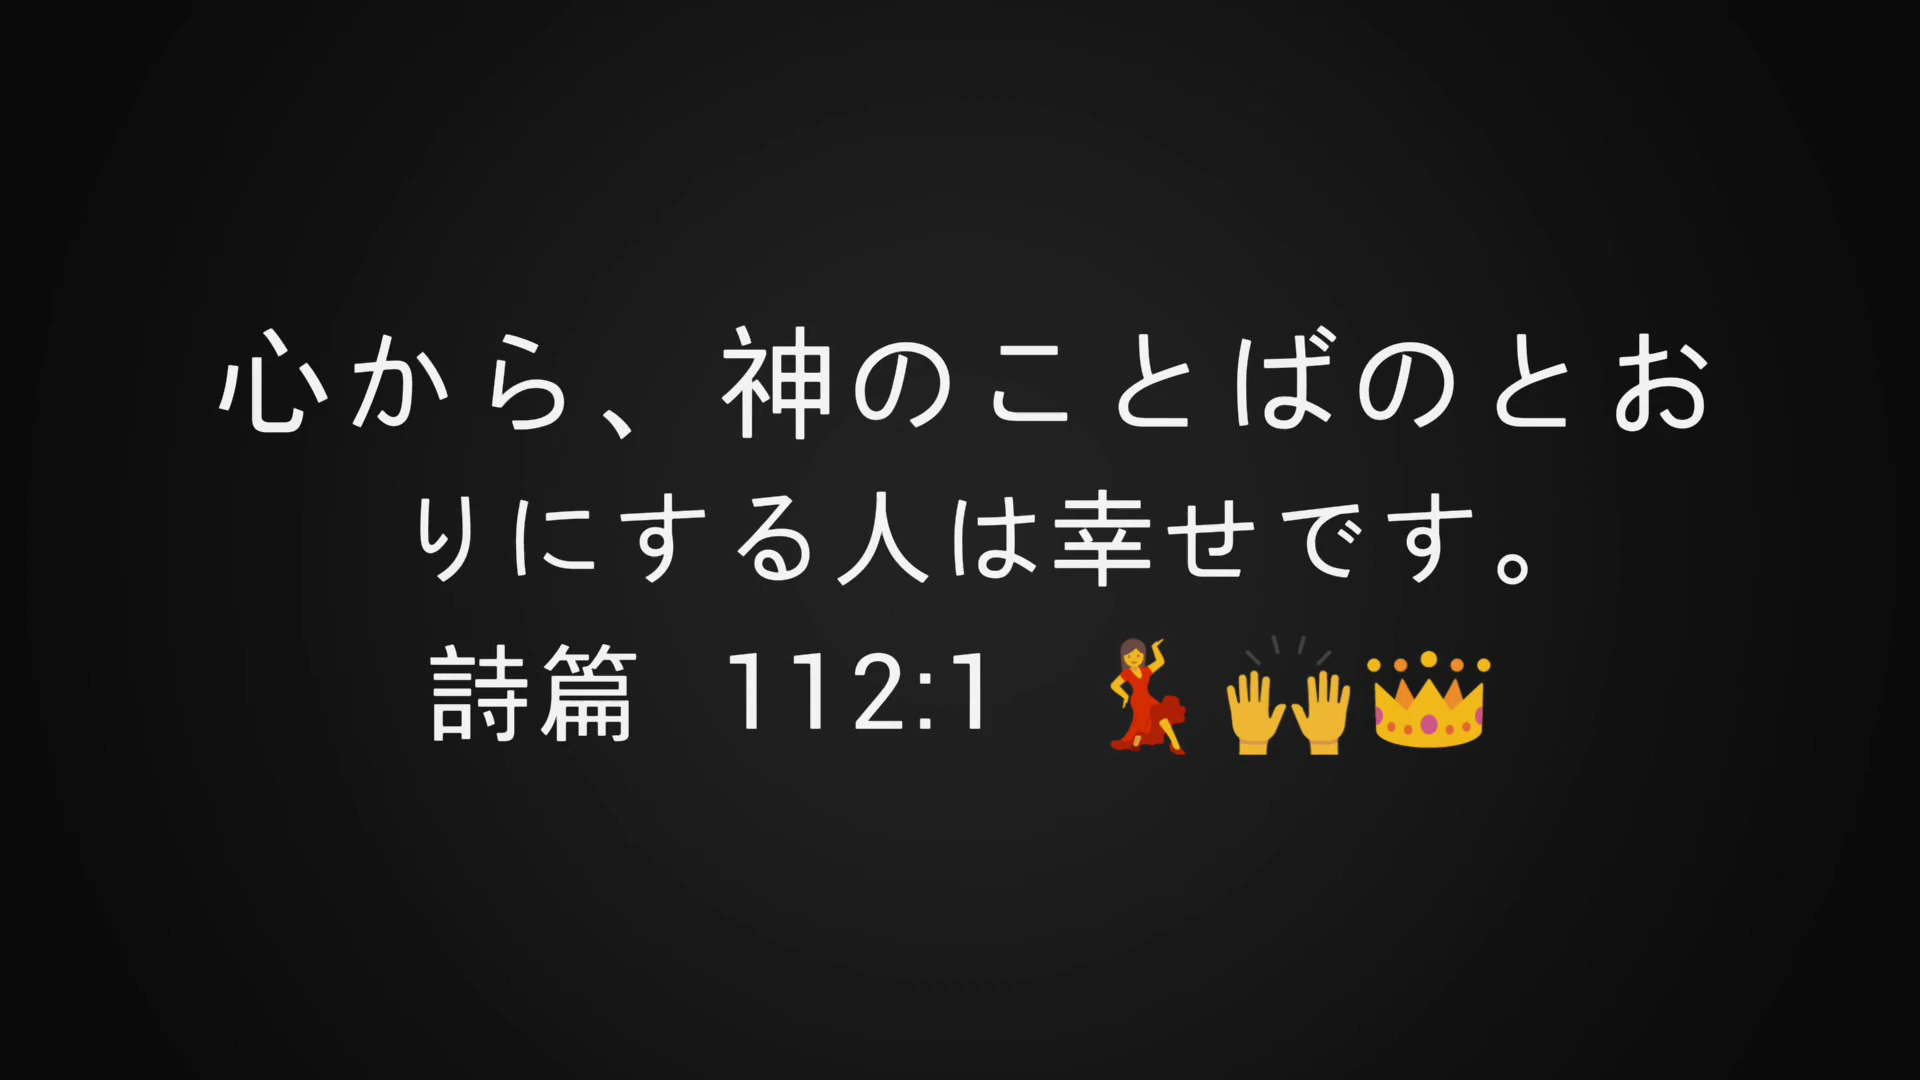 心から、神のことばのとお
りにする人は幸せです。
詩篇 112:1 💃🙌👑